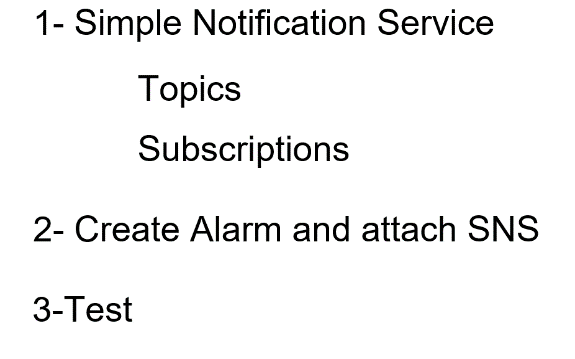 1- Simple Notification Service
Topics
Subscriptions
2- Create Alarm and attach SNS
3-Test